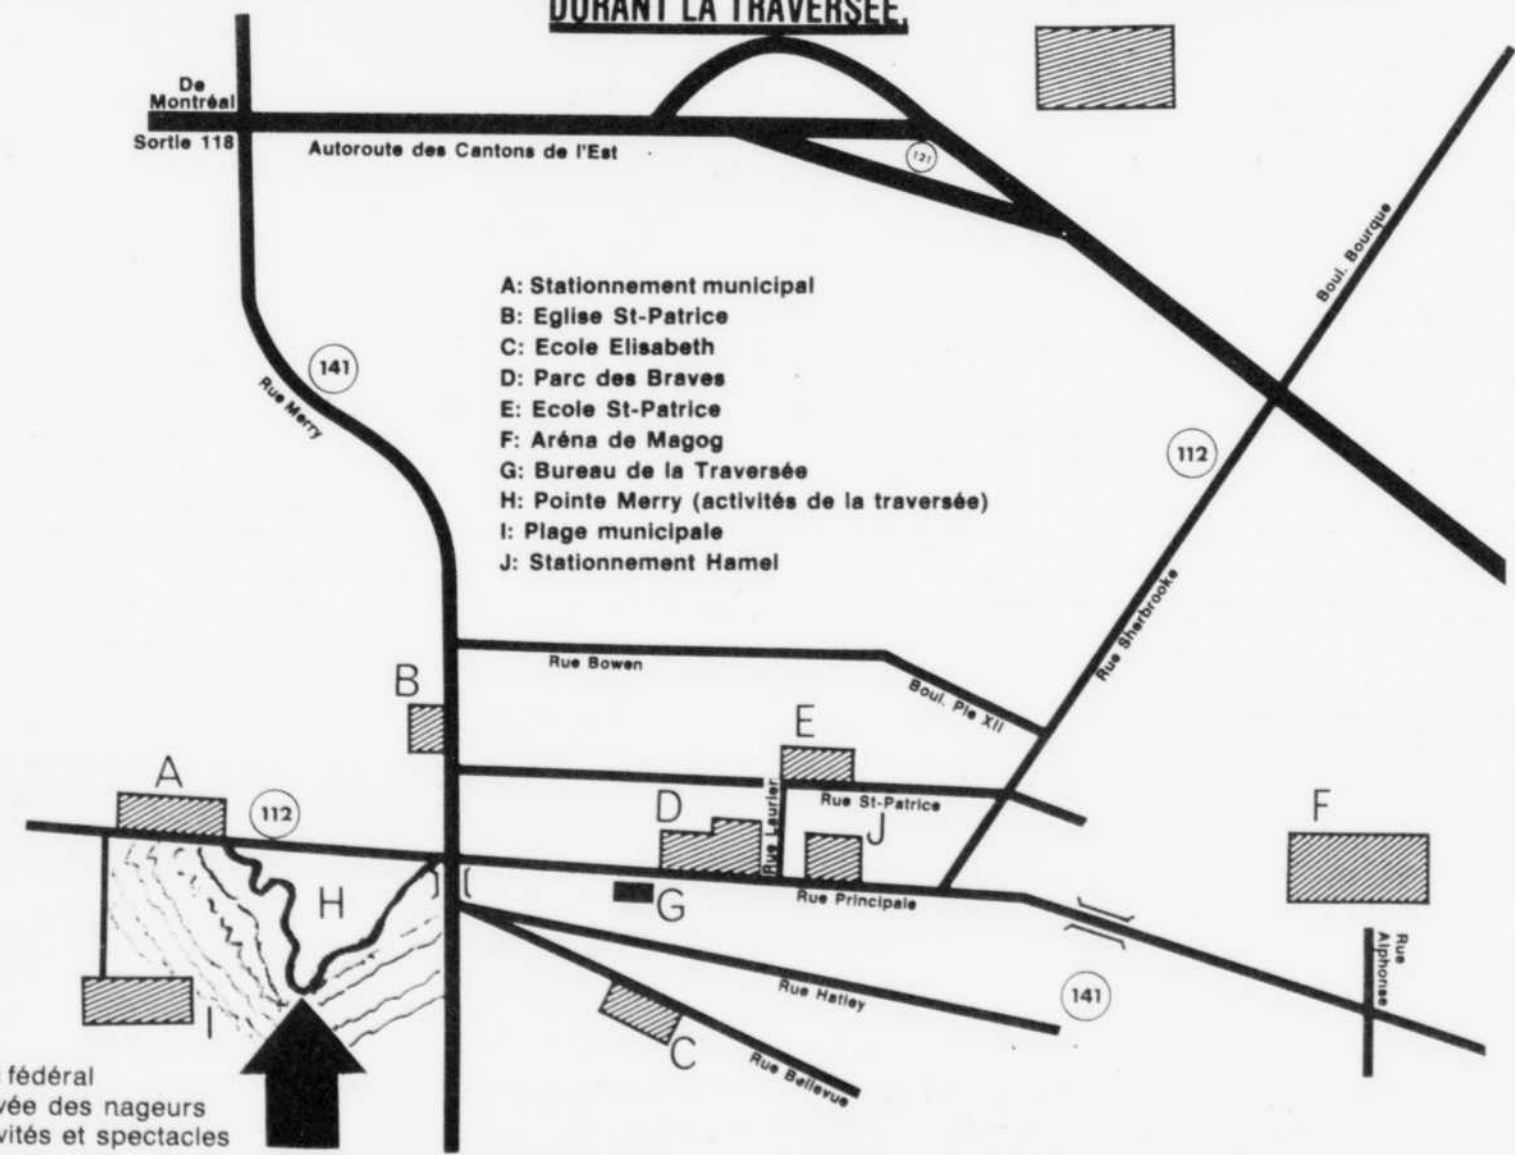 DURANT LA TRAVERSÉE.
De
Montréal
Sortie 118
Autoroute des Cantons de l'Est
121
Boul. Bourque
A: Stationnement municipal
B: Eglise St-Patrice
C: Ecole Elisabeth
D: Parc des Braves
E: Ecole St-Patrice
F: Aréna de Magog
G: Bureau de la Traversée
H: Pointe Merry (activités de la traversée)
I: Plage municipale
J: Stationnement Hamel
141
Rue Merry
112
Rue Sherbrooke
Rue Bowen
Boul. Pie XII
B
E
A
112
D
Rue Laurier
Rue St-Patrice
J
F
H
G
Rue Principale
Rue Alphonse
Rue Hatley
141
I
C
Rue Bellevue
fédéral
vée des nageurs
vités et spectacles